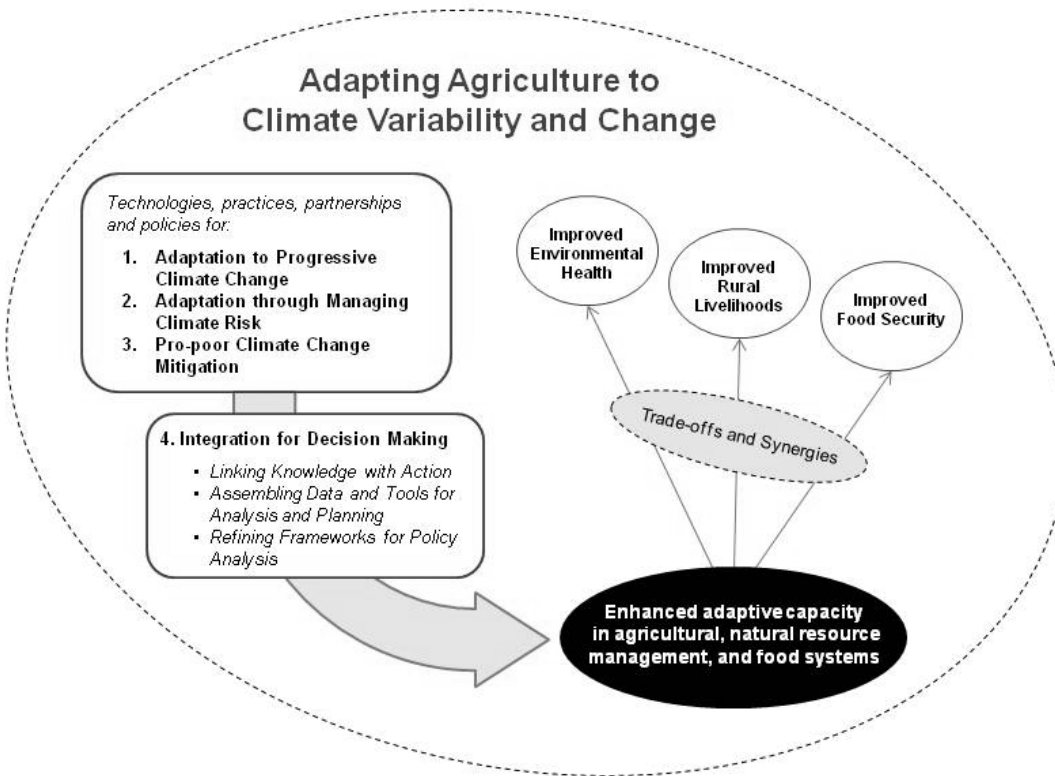 Adapting Agriculture to
Climate Variability and Change
Technologies, practices, partnerships
and policies for:
1. Adaptation to Progressive
Climate Change
2. Adaptation through Managing
Climate Risk
3. Pro-poor Climate Change
Mitigation
4. Integration for Decision Making
▪ Linking Knowledge with Action
▪ Assembling Data and Tools for
Analysis and Planning
▪ Refining Frameworks for Policy
Analysis
Improved
Environmental
Health
Improved
Rural
Livelihoods
Improved
Food Security
Trade-offs and Synergies
Enhanced adaptive capacity
in agricultural, natural resource
management, and food systems